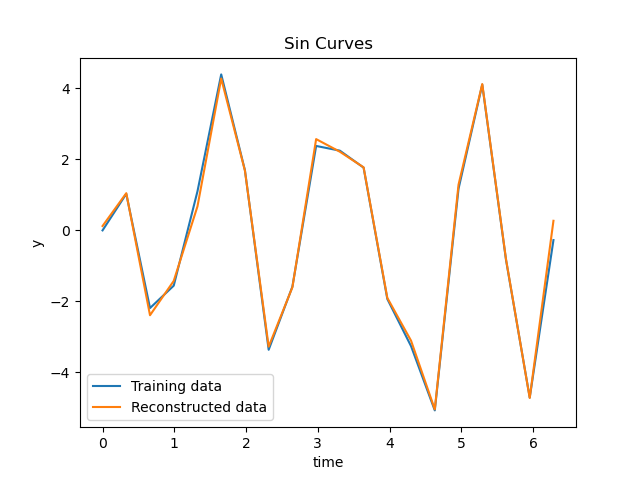 Sin Curves
y
4
2
0
−2
−4
Training data
Reconstructed data
0 1 2 3 4 5 6
time